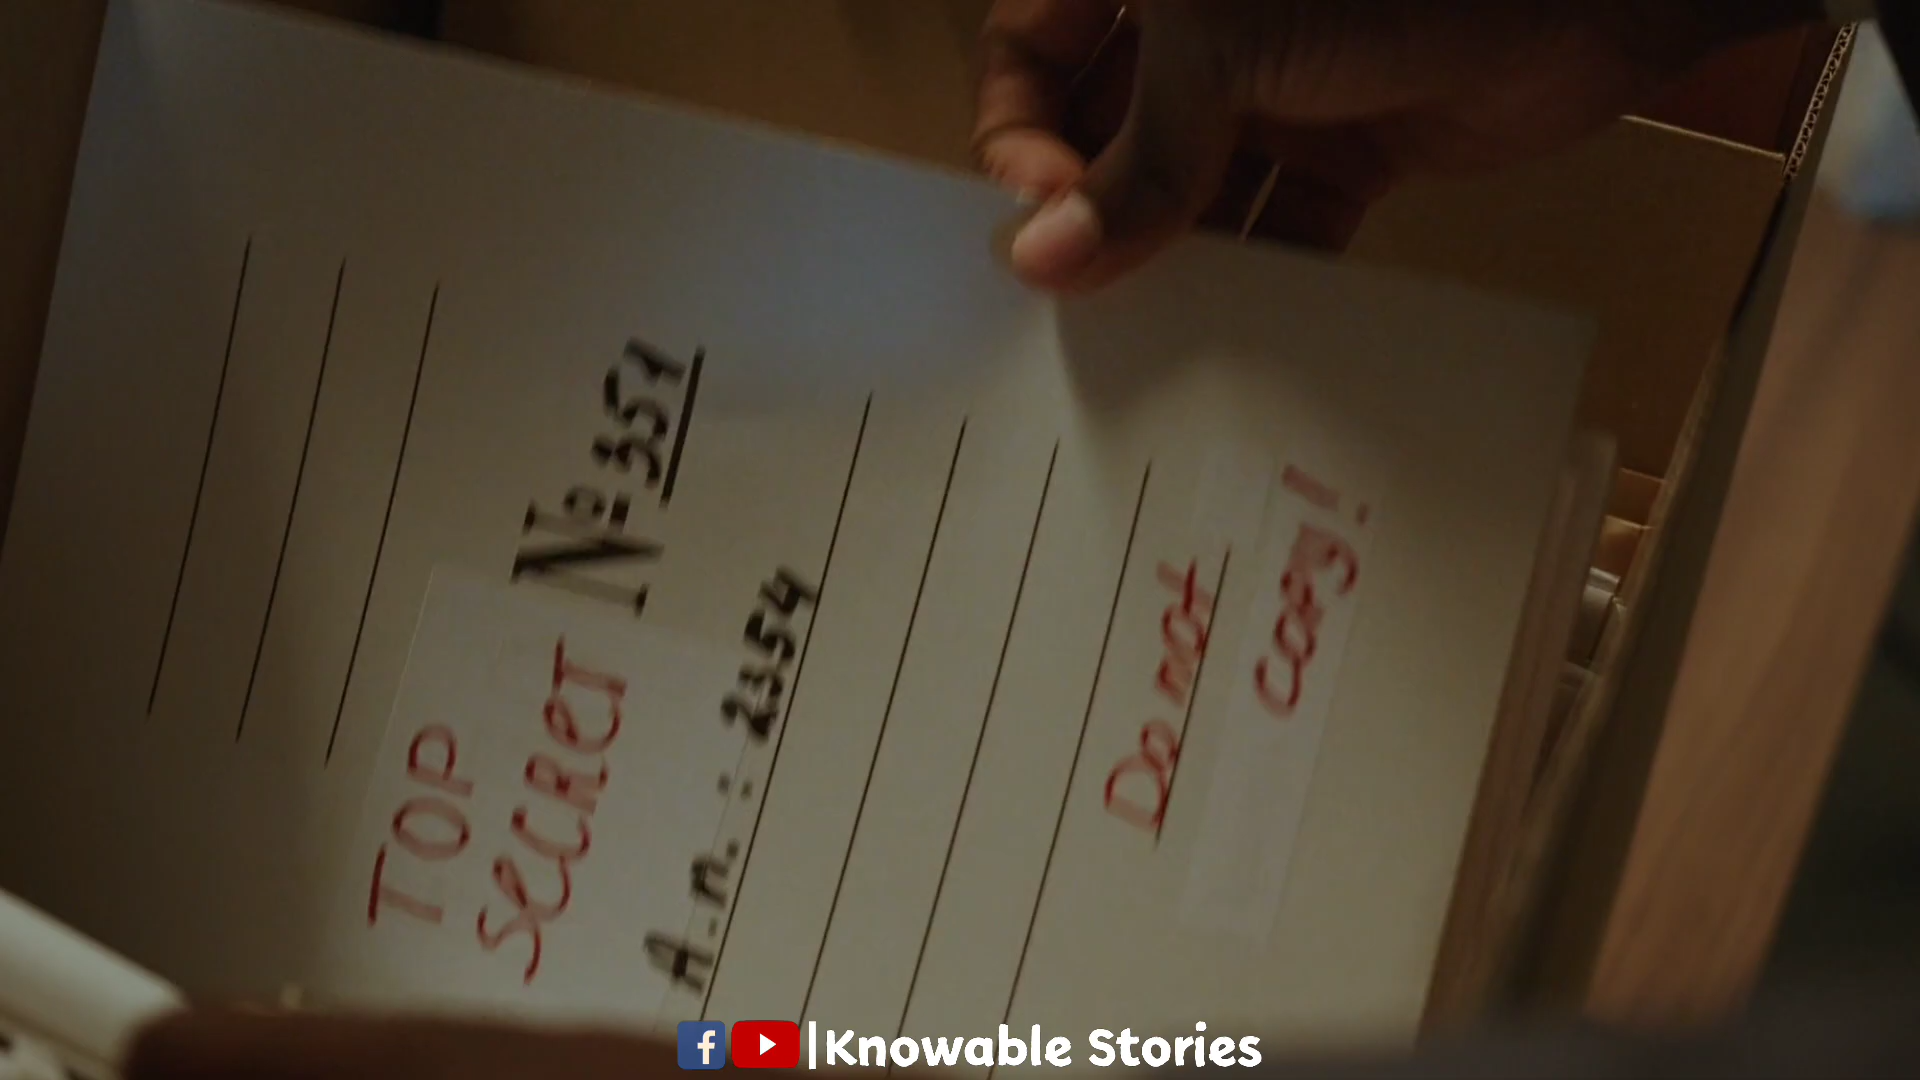 № 351
TOP
SECRET
A.n.: 2354
Do not
copy!
|Knowable Stories